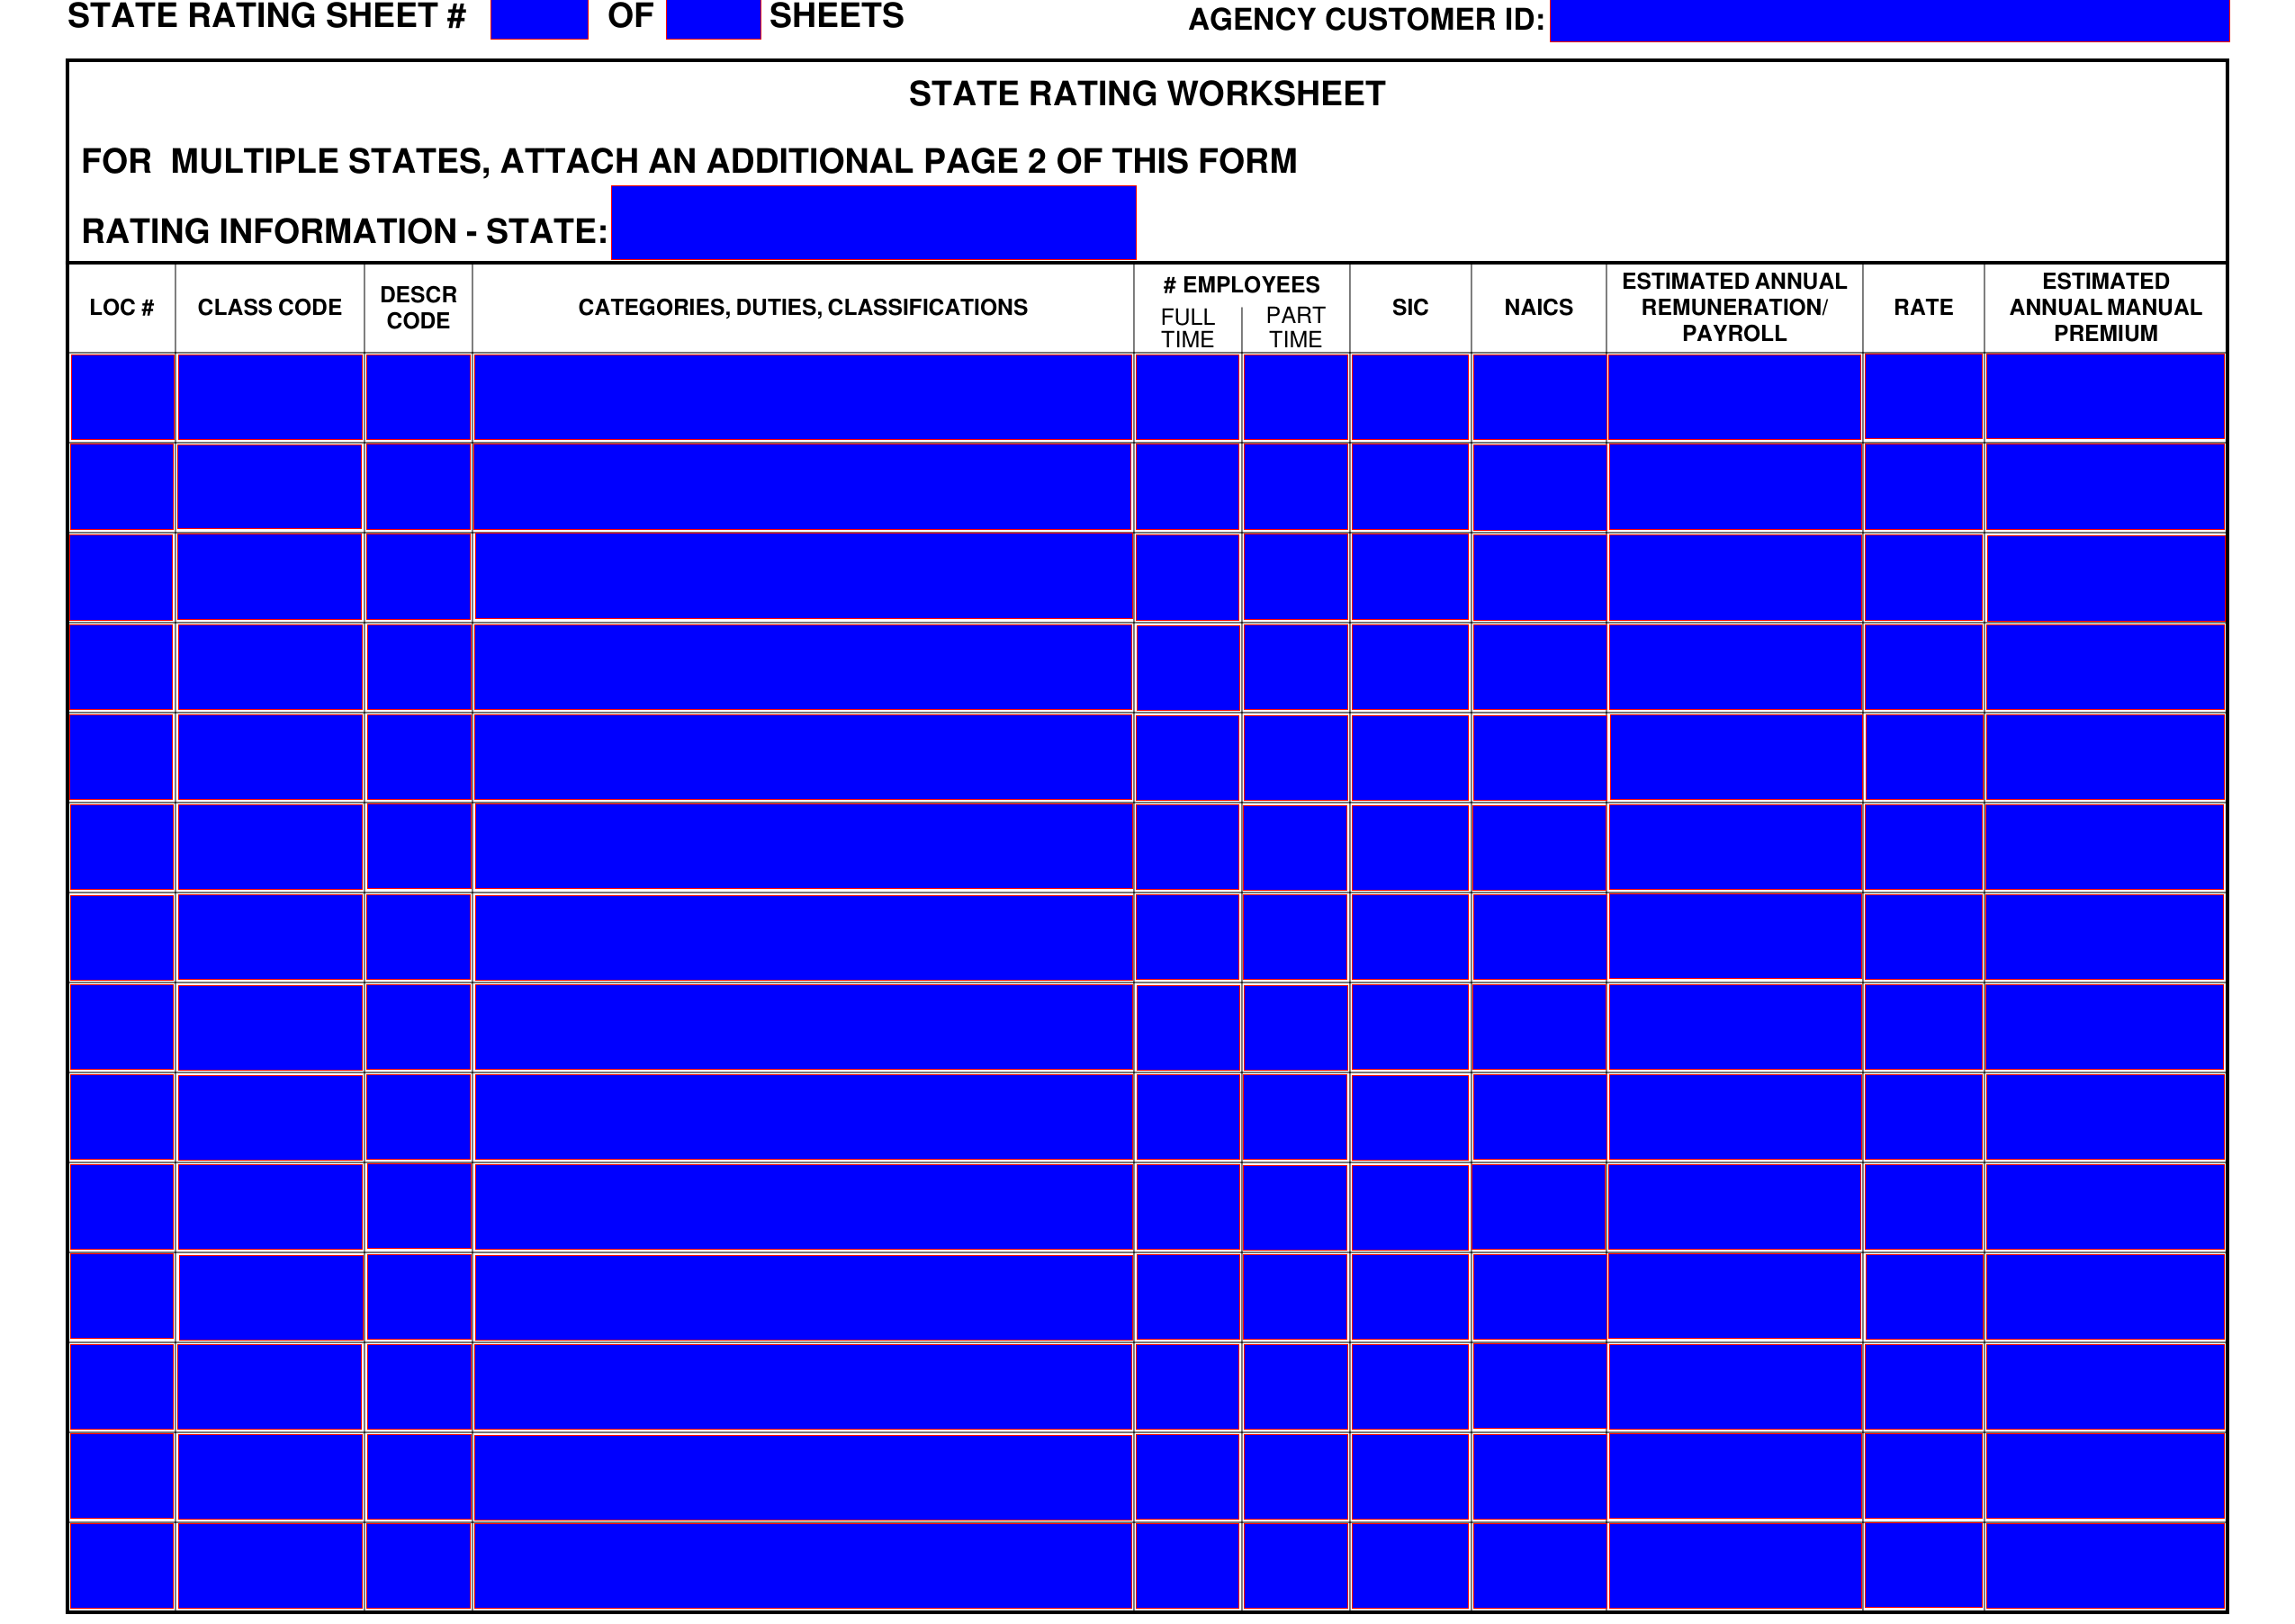 STATE RATING SHEET # OF SHEETS AGENCY CUSTOMER ID:
STATE RATING WORKSHEET
FOR MULTIPLE STATES, ATTACH AN ADDITIONAL PAGE 2 OF THIS FORM
RATING INFORMATION - STATE:
LOC #
CLASS CODE
DESCR
CODE
CATEGORIES, DUTIES, CLASSIFICATIONS
# EMPLOYEES
FULL
TIME
PART
TIME
SIC
NAICS
ESTIMATED ANNUAL
REMUNERATION/
PAYROLL
RATE
ESTIMATED
ANNUAL MANUAL
PREMIUM